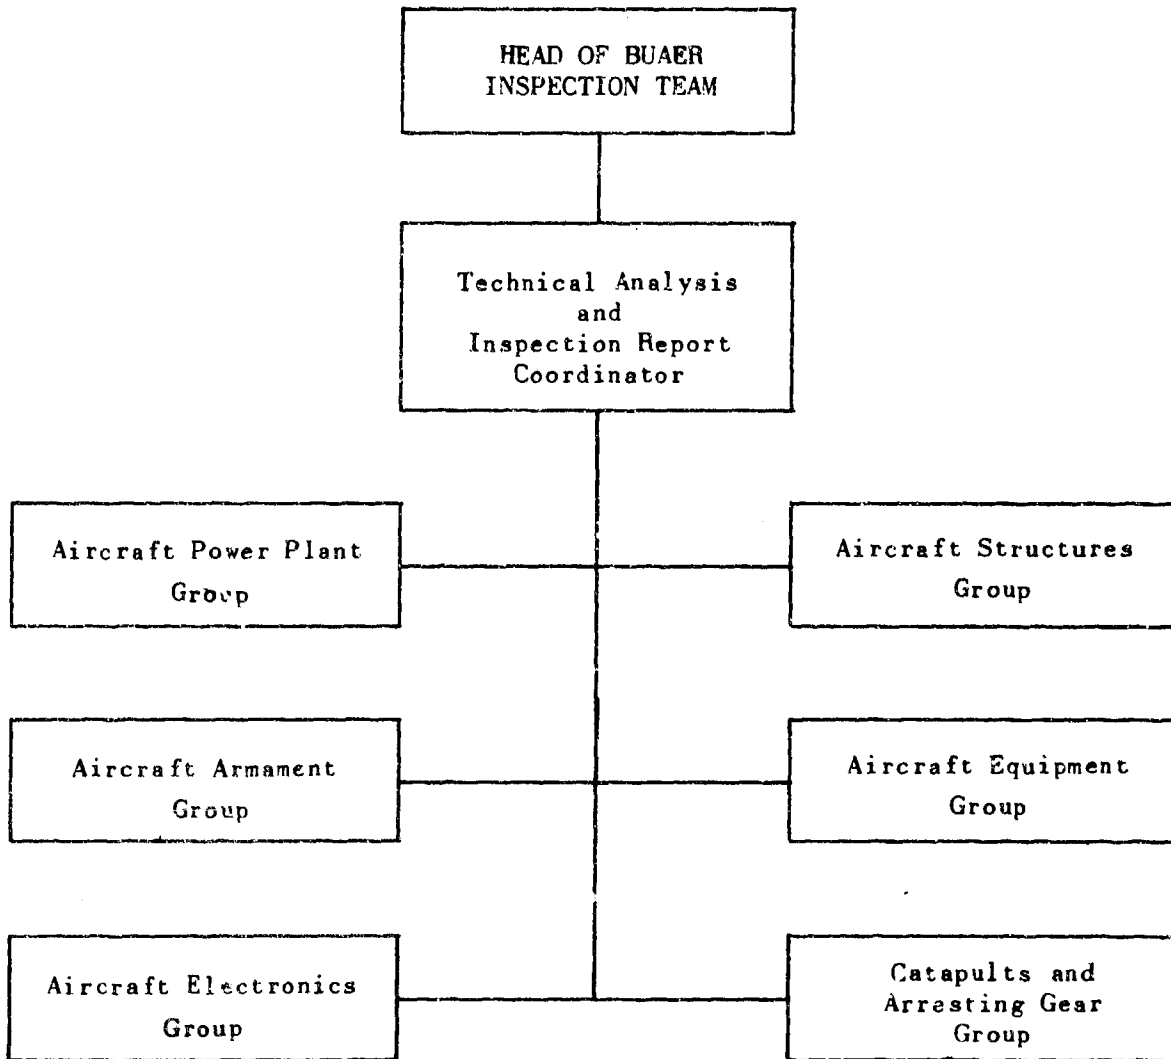 HEAD OF BUAER
INSPECTION TEAM
Technical Analysis
and
Inspection Report
Coordinator
Aircraft Power Plant
Group
Aircraft Structures
Group
Aircraft Armament
Group
Aircraft Equipment
Group
Aircraft Electronics
Group
Catapults and
Arresting Gear
Group